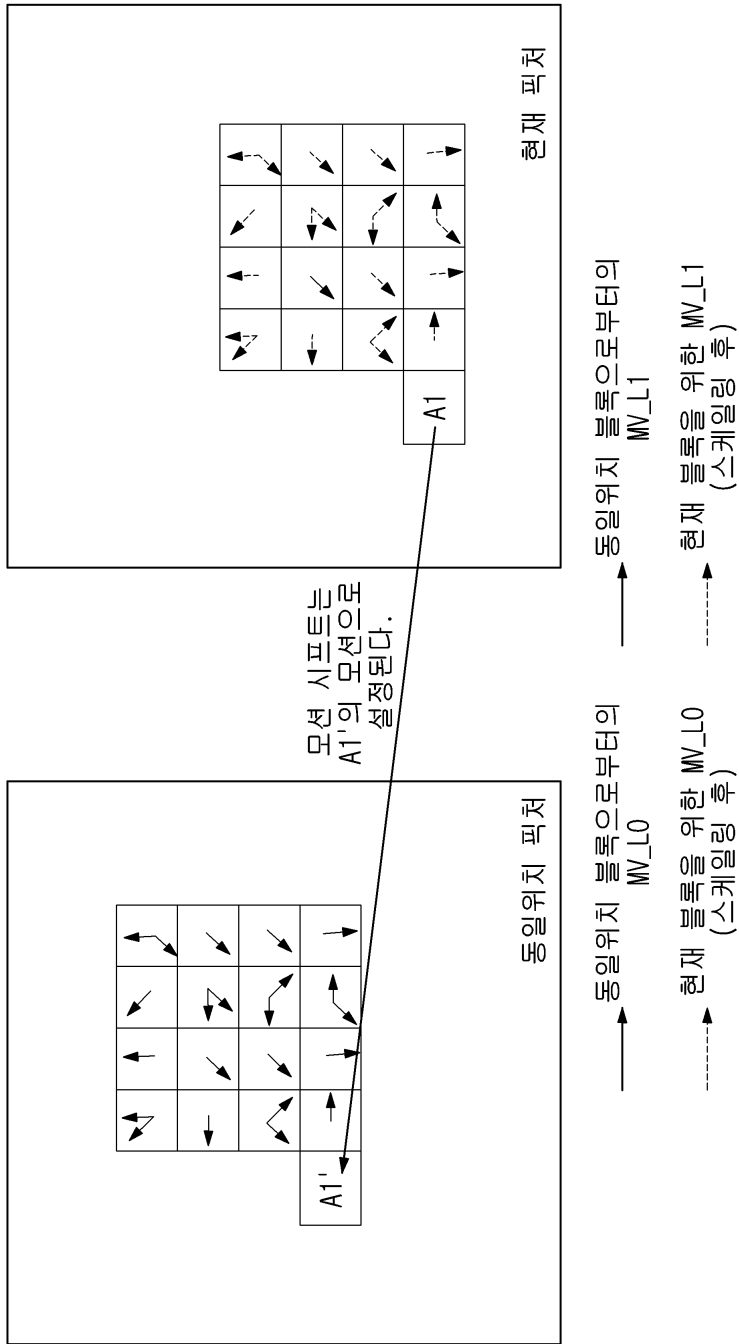 동일위치 픽처
A1'
모션 시프트는
A1'의 모션으로
설정된다.
현재 픽처
A1
동일위치 블록으로부터의
MV_L0
동일위치 블록으로부터의
MV_L1
현재 블록을 위한 MV_L0
(스케일링 후)
현재 블록을 위한 MV_L1
(스케일링 후)